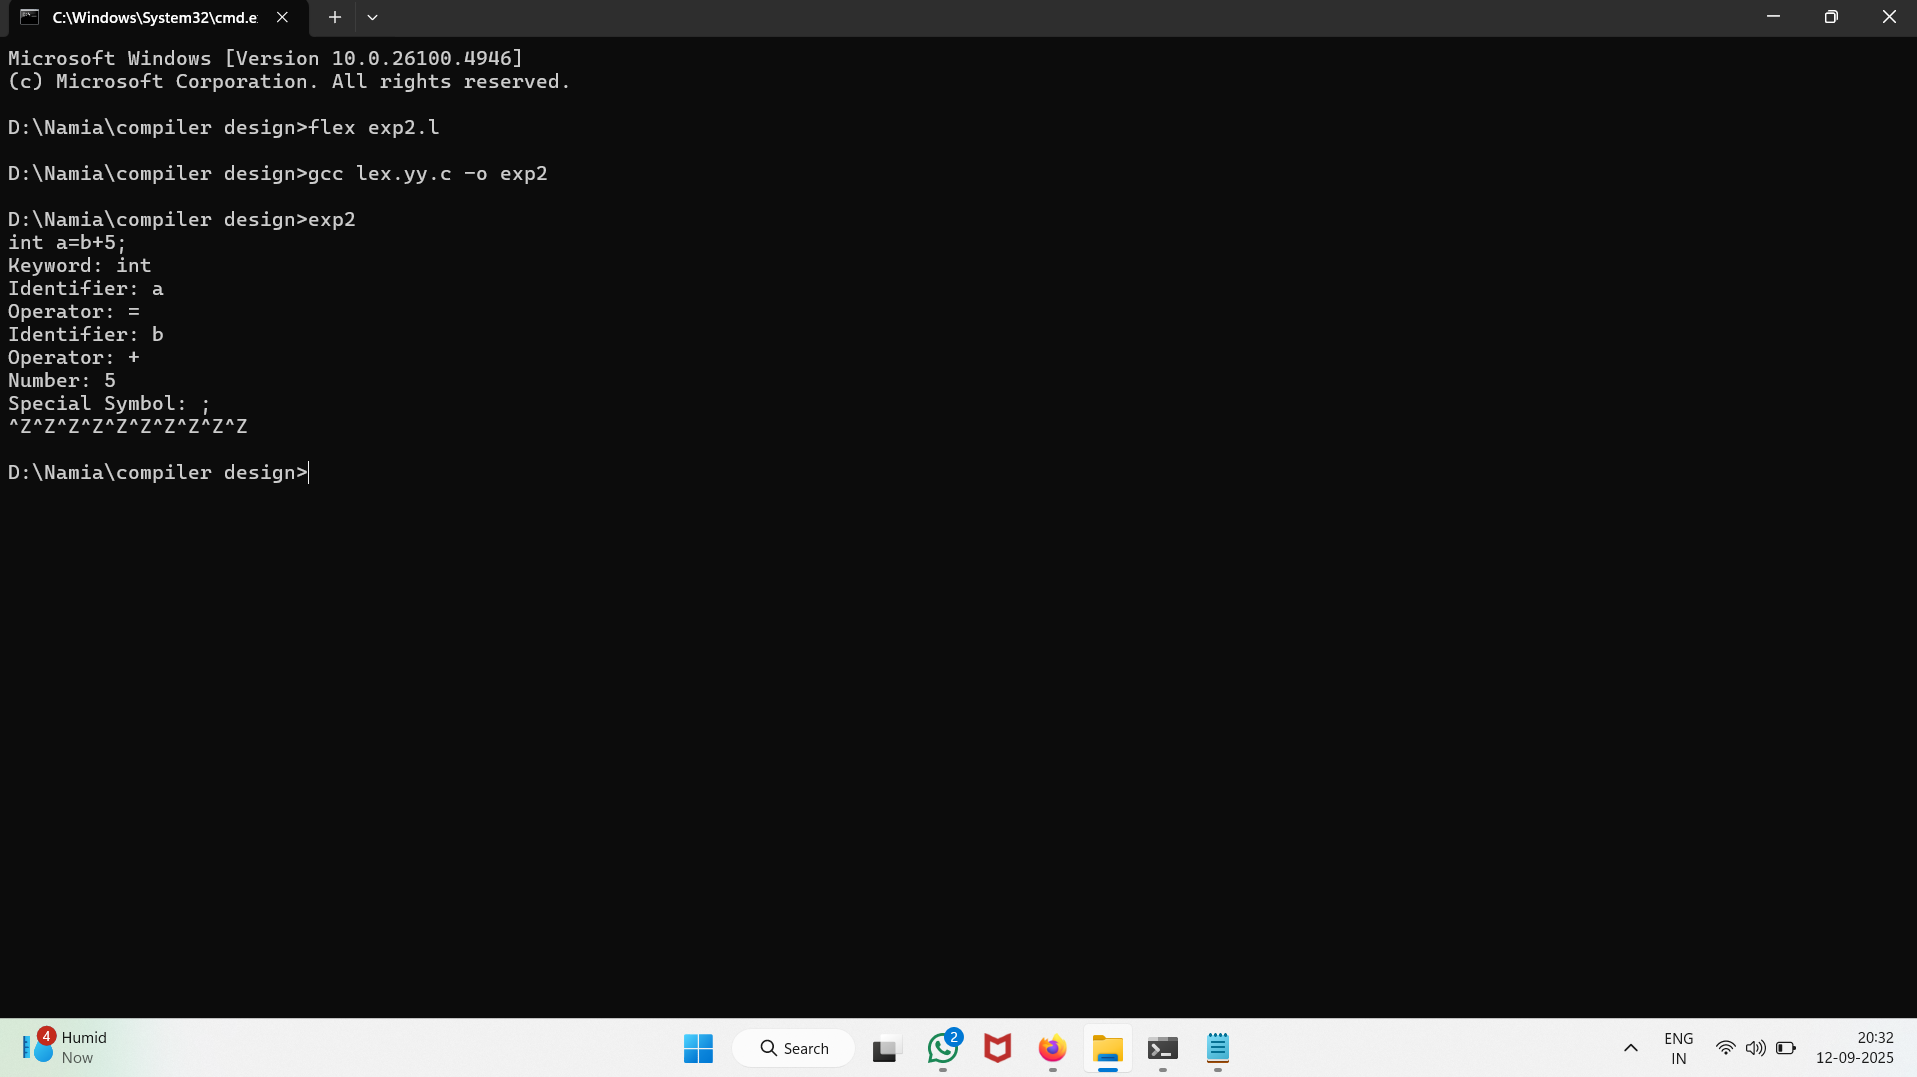 C:\Windows\System32\cmd.e
Microsoft Windows [Version 10.0.26100.4946]
(c) Microsoft Corporation. All rights reserved.
D:\Namia\compiler design>flex exp2.l
D:\Namia\compiler design>gcc lex.yy.c -o exp2
D:\Namia\compiler design>exp2
int a=b+5;
Keyword: int
Identifier: a
Operator: =
Identifier: b
Operator: +
Number: 5
Special Symbol: ;
^Z^Z^Z^Z^Z^Z^Z^Z^Z^Z
D:\Namia\compiler design>
4
Humid
Now
Search
2
ENG
IN
20:32
12-09-2025